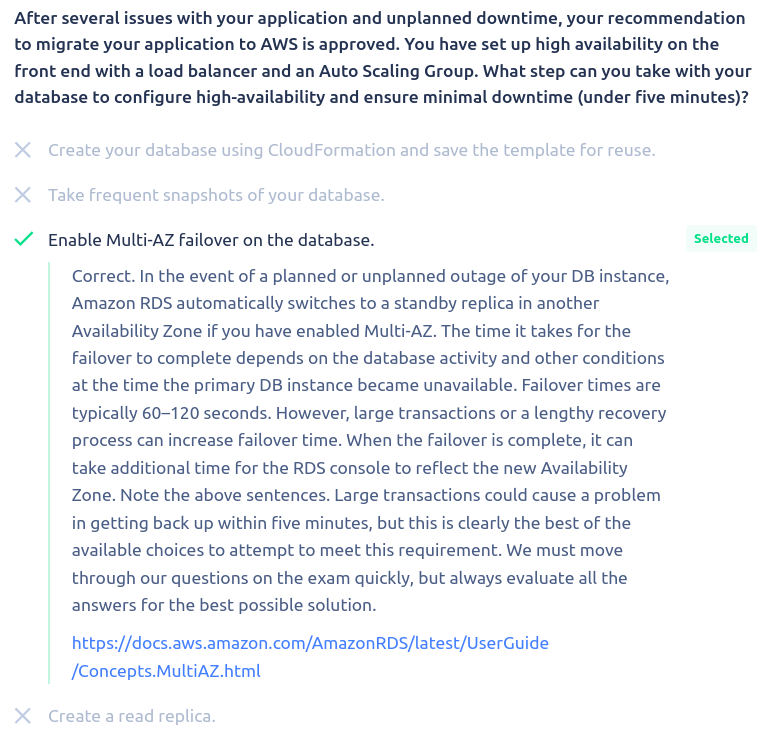 After several issues with your application and unplanned downtime, your recommendation
to migrate your application to AWS is approved. You have set up high availability on the
front end with a load balancer and an Auto Scaling Group. What step can you take with your
database to configure high-availability and ensure minimal downtime (under five minutes)?
Create your database using CloudFormation and save the template for reuse.
Take frequent snapshots of your database.
Enable Multi-AZ failover on the database.
Selected
Correct. In the event of a planned or unplanned outage of your DB instance,
Amazon RDS automatically switches to a standby replica in another
Availability Zone if you have enabled Multi-AZ. The time it takes for the
failover to complete depends on the database activity and other conditions
at the time the primary DB instance became unavailable. Failover times are
typically 60–120 seconds. However, large transactions or a lengthy recovery
process can increase failover time. When the failover is complete, it can
take additional time for the RDS console to reflect the new Availability
Zone. Note the above sentences. Large transactions could cause a problem
in getting back up within five minutes, but this is clearly the best of the
available choices to attempt to meet this requirement. We must move
through our questions on the exam quickly, but always evaluate all the
answers for the best possible solution.
https://docs.aws.amazon.com/AmazonRDS/latest/UserGuide
/Concepts.MultiAZ.html
Create a read replica.